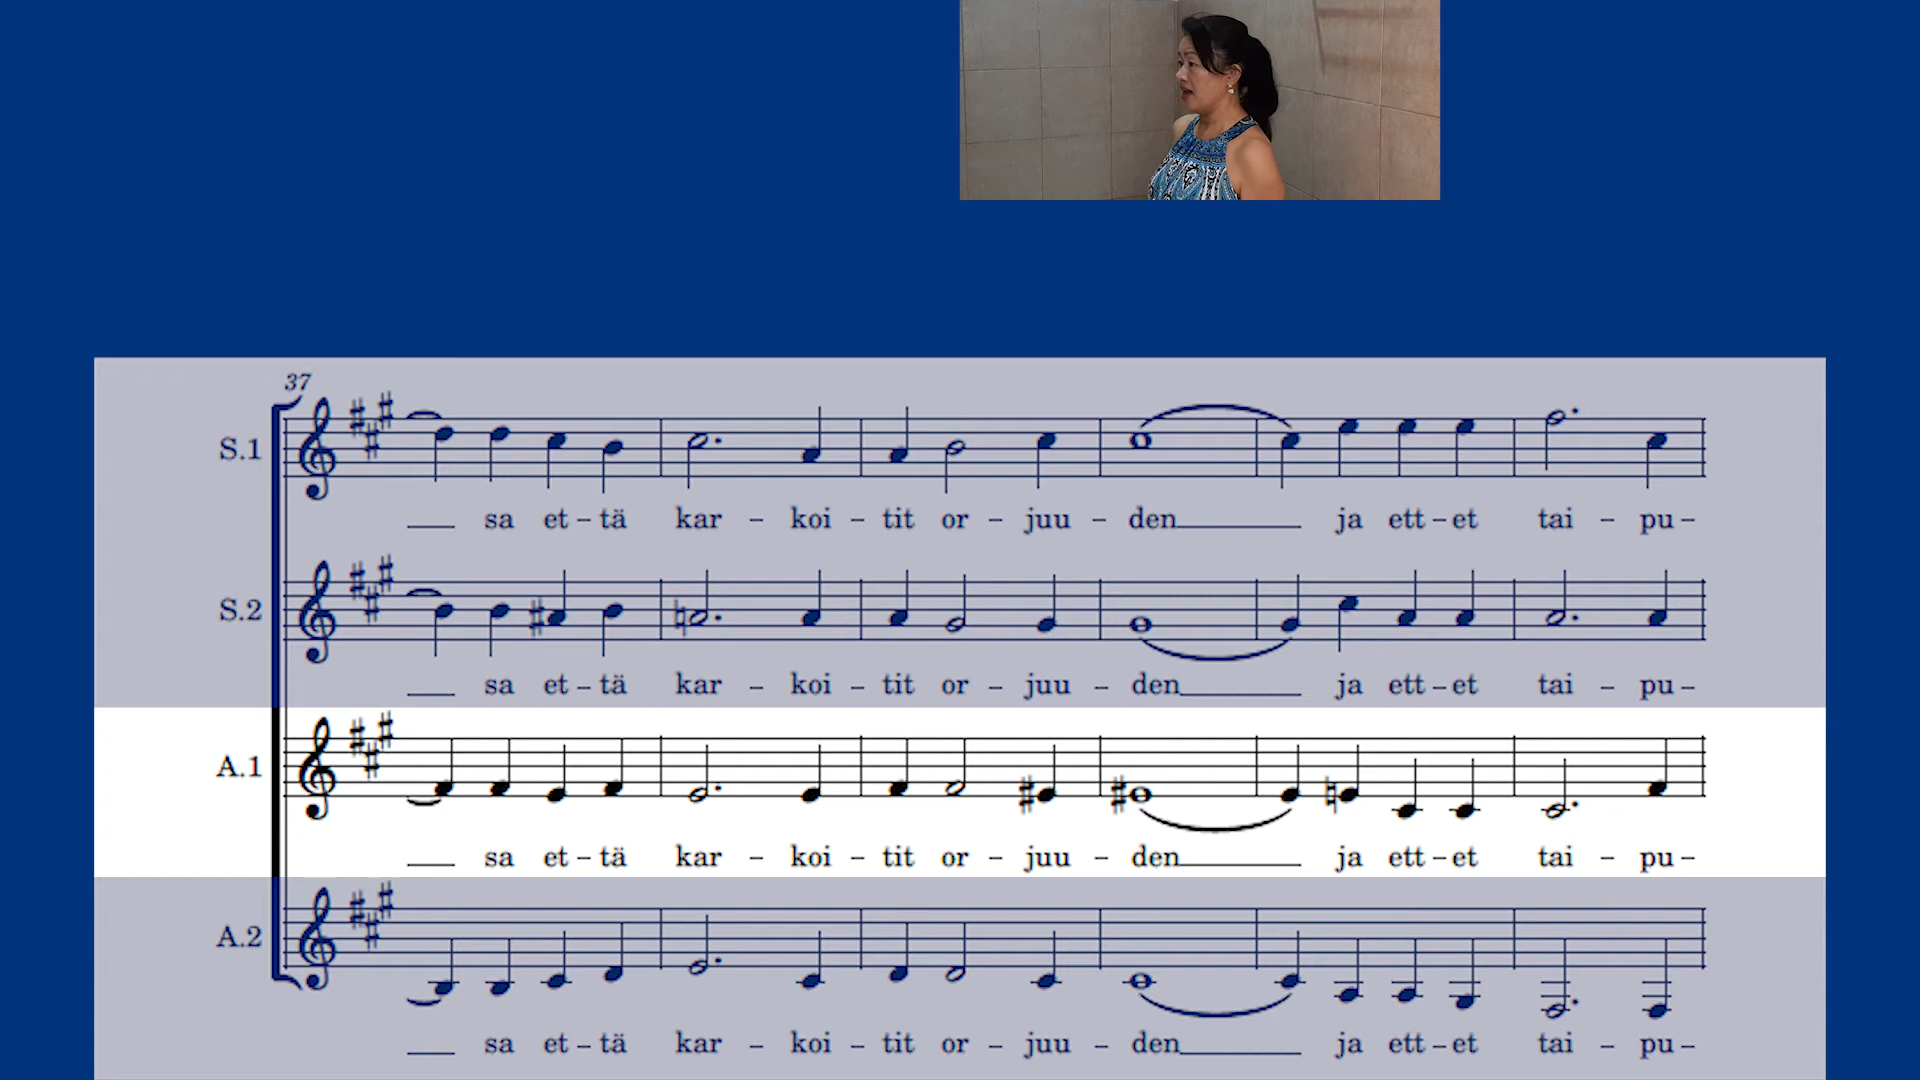 37
S.1
sa et – tä kar – koi – tit or – juu – den ja ett – et tai – pu –
S.2
sa et – tä kar – koi – tit or – juu – den ja ett – et tai – pu –
A.1
sa et – tä kar – koi – tit or – juu – den ja ett – et tai – pu –
A.2
sa et – tä kar – koi – tit or – juu – den ja ett – et tai – pu –